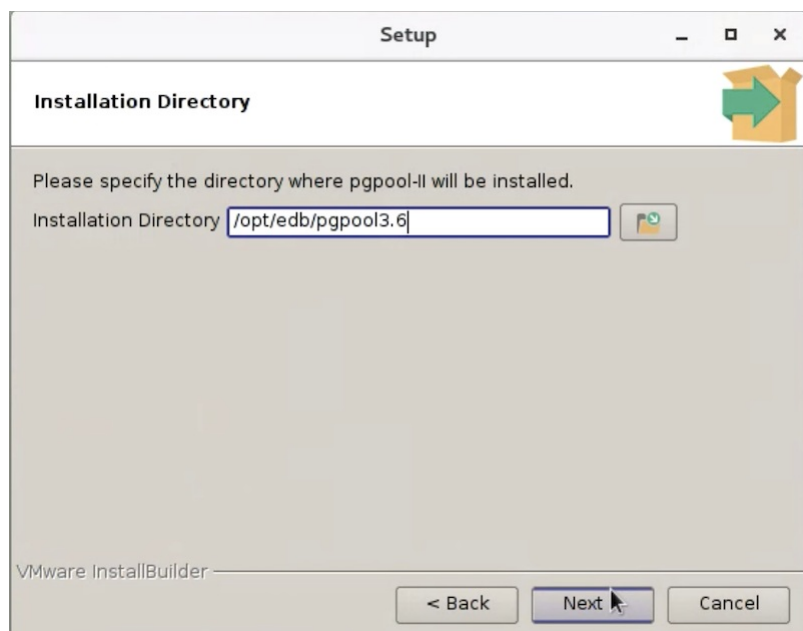 Setup
Installation Directory
Please specify the directory where pgpool-II will be installed.
Installation Directory /opt/edb/pgpool3.6
VMware InstallBuilder
< Back Next Cancel